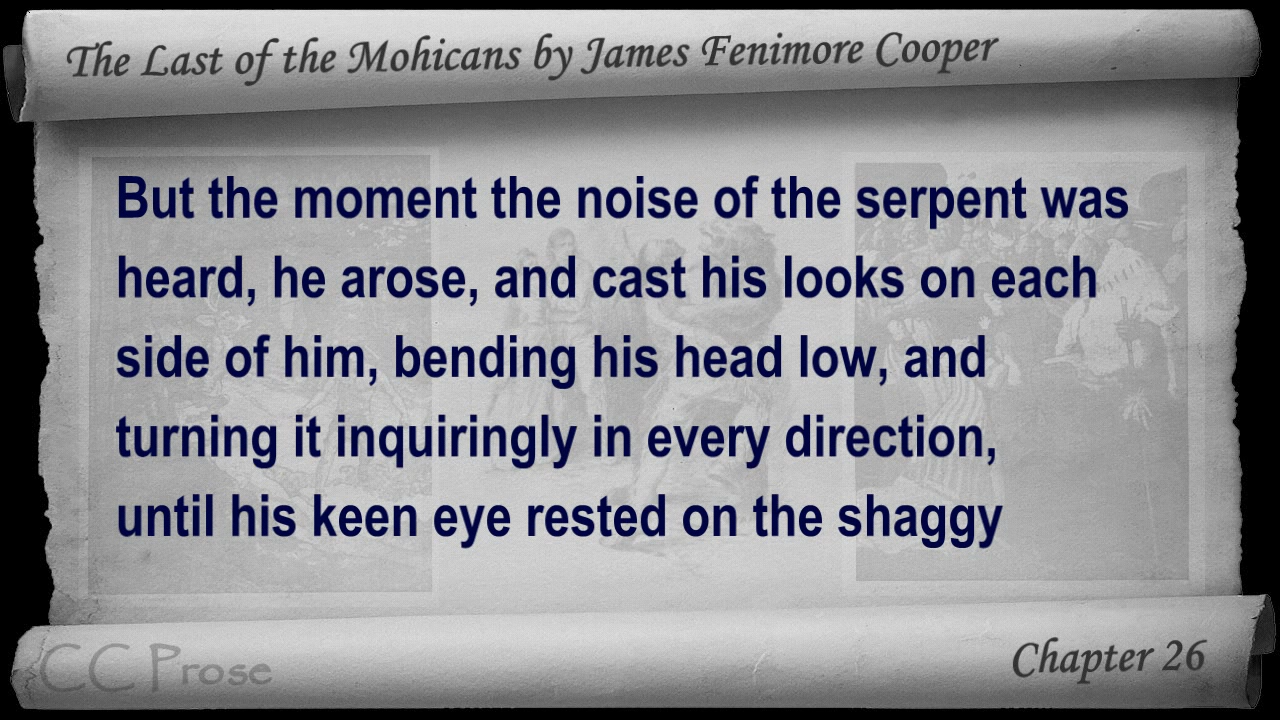 The Last of the Mohicans by James Fenimore Cooper
But the moment the noise of the serpent was
heard, he arose, and cast his looks on each
side of him, bending his head low, and
turning it inquiringly in every direction,
until his keen eye rested on the shaggy
CC Prose
Chapter 26